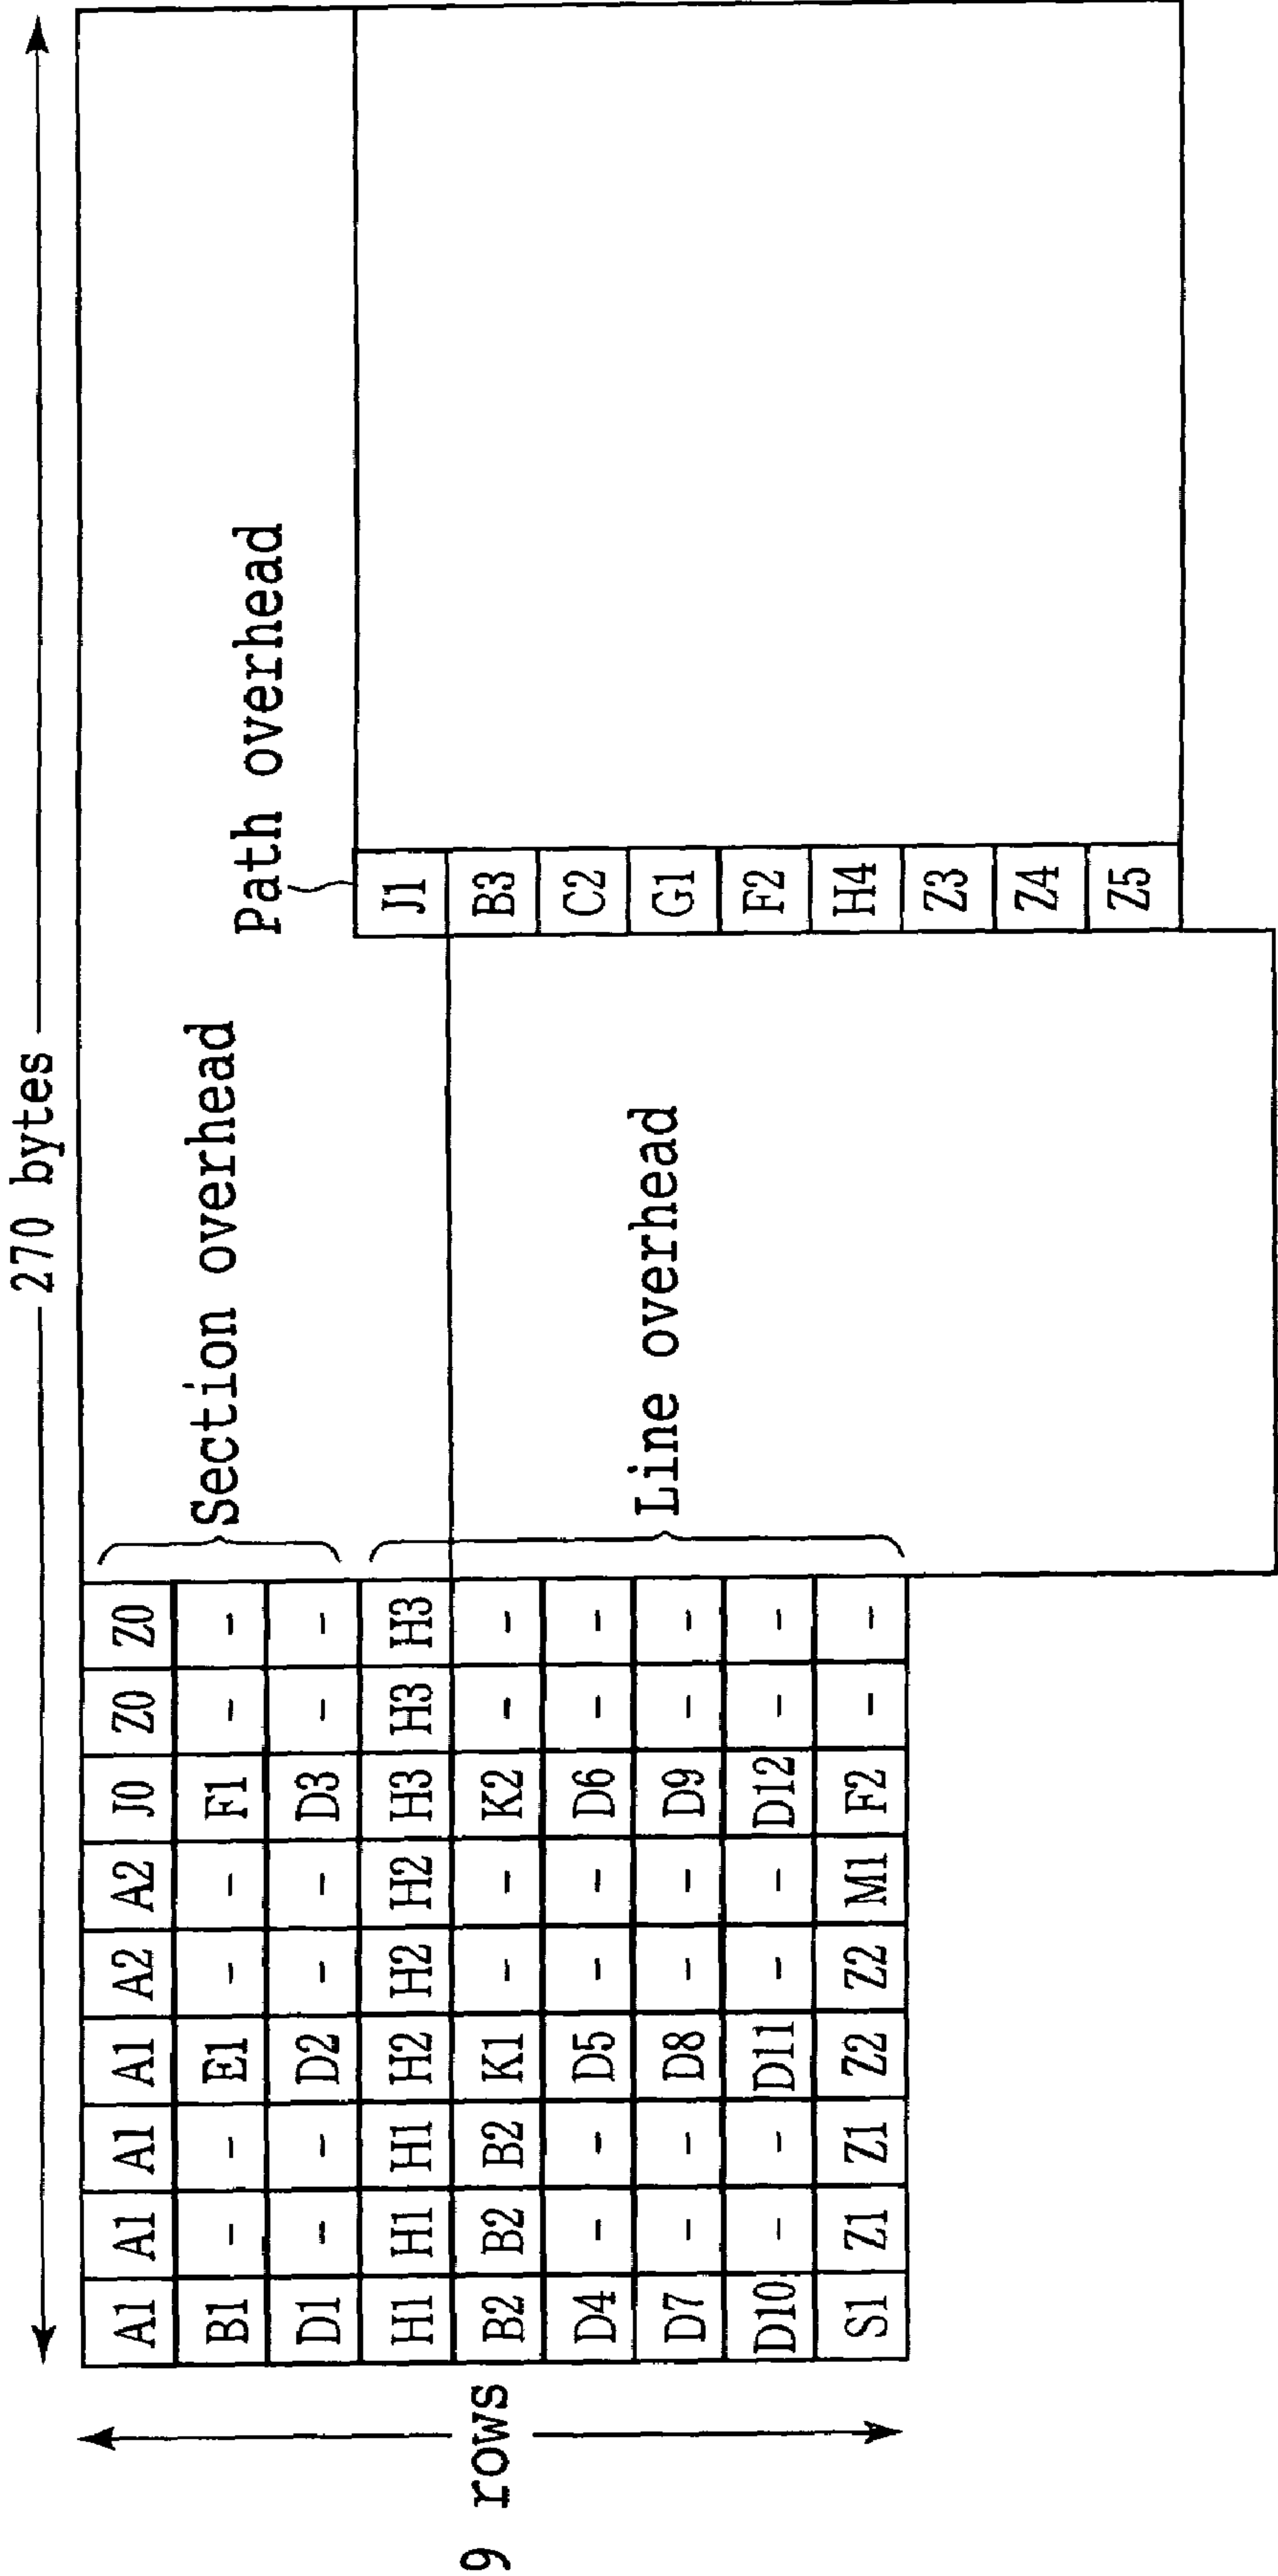 270 bytes
9 rows
A1 A1 A1 A1 A2 A2 J0 Z0 Z0
B1 - - E1 - - F1 - -
D1 - - D2 - - D3 - -
H1 H1 H1 H2 H2 H2 H3 H3 H3
B2 B2 B2 K1 - - K2 - -
D4 - - D5 - - D6 - -
D7 - - D8 - - D9 - -
D10 - - D11 - - D12 - -
S1 Z1 Z1 Z2 Z2 M1 F2 - -
Section overhead
Line overhead
Path overhead
J1
B3
C2
G1
F2
H4
Z3
Z4
Z5